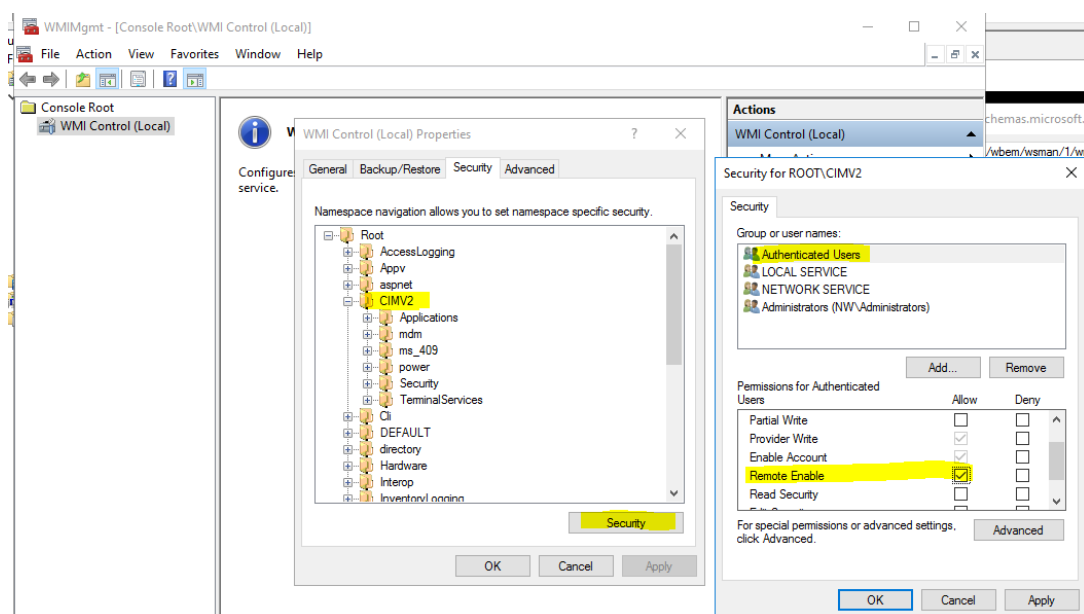 WMIMgmt - [Console Root\WMI Control (Local)]
File Action View Favorites Window Help
Console Root
WMI Control (Local)
Configure
service.
WMI Control (Local) Properties
General Backup/Restore Security Advanced
Namespace navigation allows you to set namespace specific security.
Root
AccessLogging
Appv
aspnet
CIMV2
Applications
mdm
ms_409
power
Security
TerminalServices
Cli
DEFAULT
directory
Hardware
Interop
InventoryLogging
Security
OK Cancel Apply
Actions
WMI Control (Local)
chemas.microsoft.
/wbem/wsman/1/w
Security for ROOT\CIMV2
Security
Group or user names:
Authenticated Users
LOCAL SERVICE
NETWORK SERVICE
Administrators (NW\Administrators)
Add... Remove
Permissions for Authenticated
Users Allow Deny
Partial Write
Provider Write
Enable Account
Remote Enable
Read Security
For special permissions or advanced settings,
click Advanced.
Advanced
OK Cancel Apply